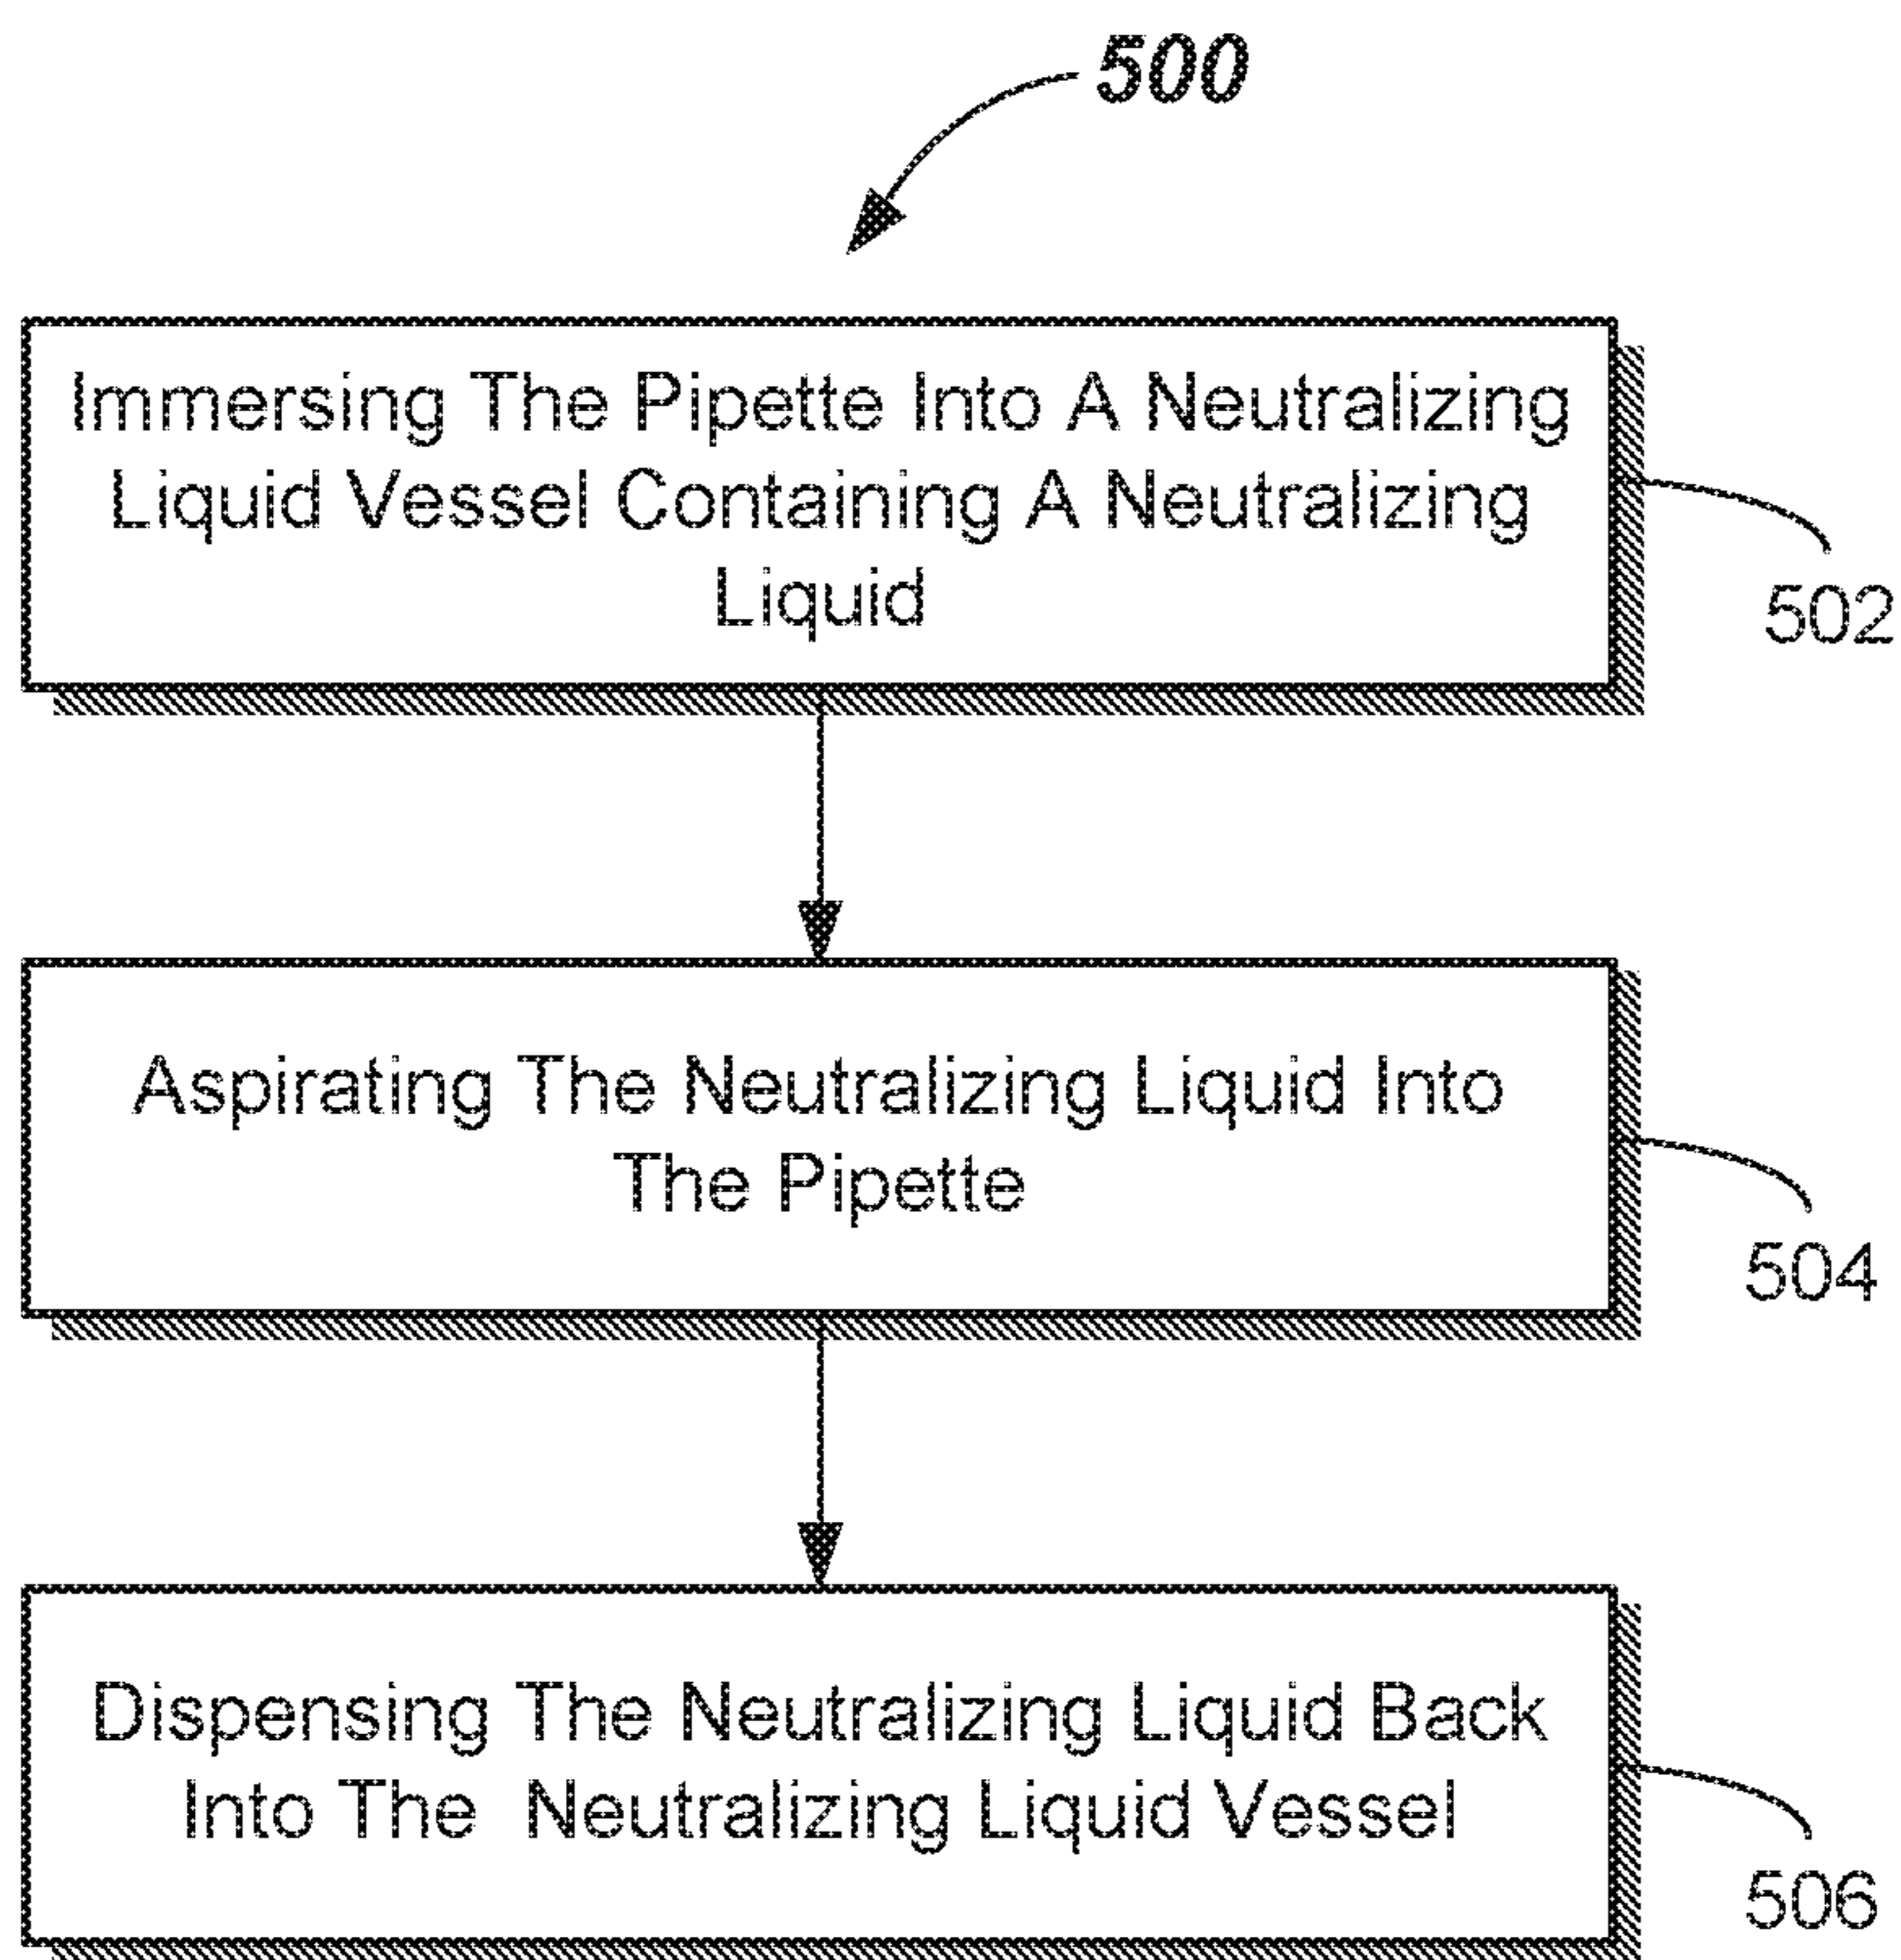 500
Immersing The Pipette Into A Neutralizing
Liquid Vessel Containing A Neutralizing
Liquid
502
Aspirating The Neutralizing Liquid Into
The Pipette
504
Dispensing The Neutralizing Liquid Back
Into The Neutralizing Liquid Vessel
506